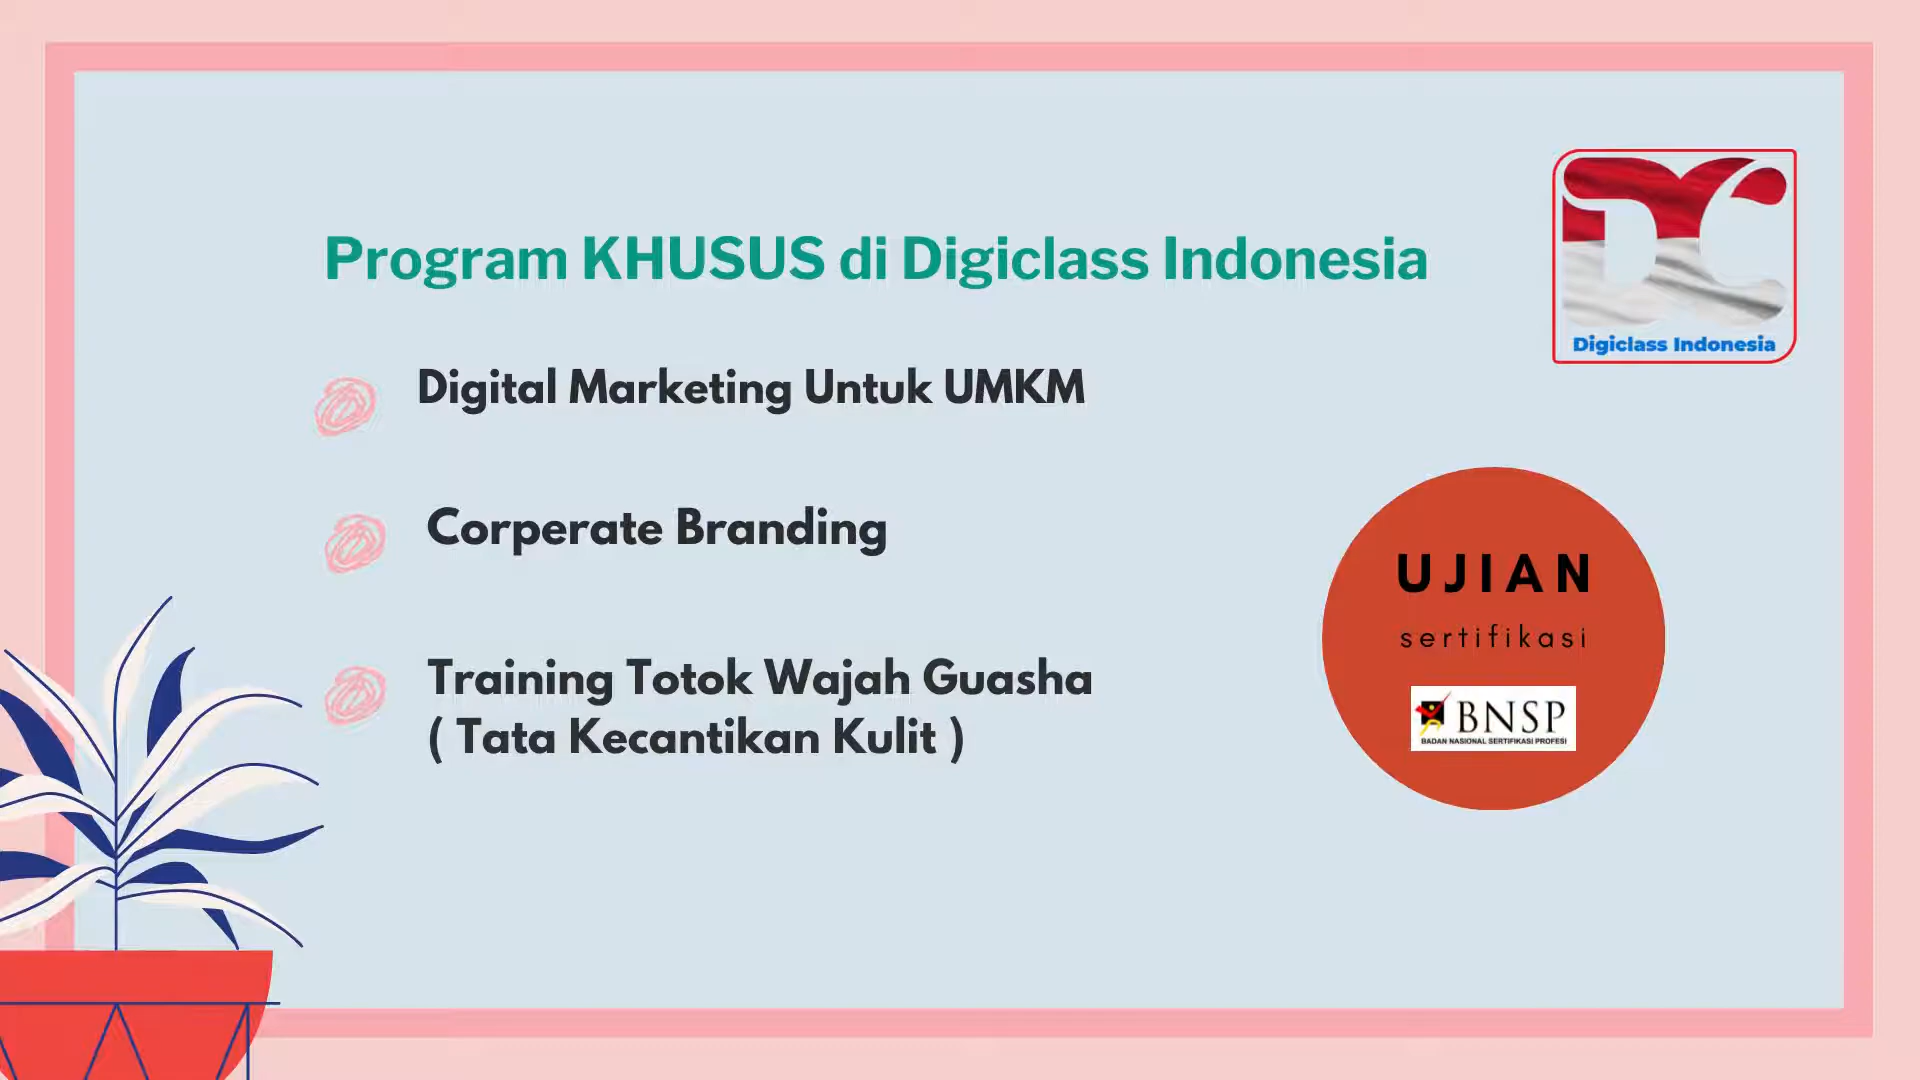 Program KHUSUS di Digiclass Indonesia
DC
Digiclass Indonesia
Digital Marketing Untuk UMKM
Corperate Branding
Training Totok Wajah Guasha
( Tata Kecantikan Kulit )
UJIAN
sertifikasi
BNSP
BADAN NASIONAL SERTIFIKASI PROFESI